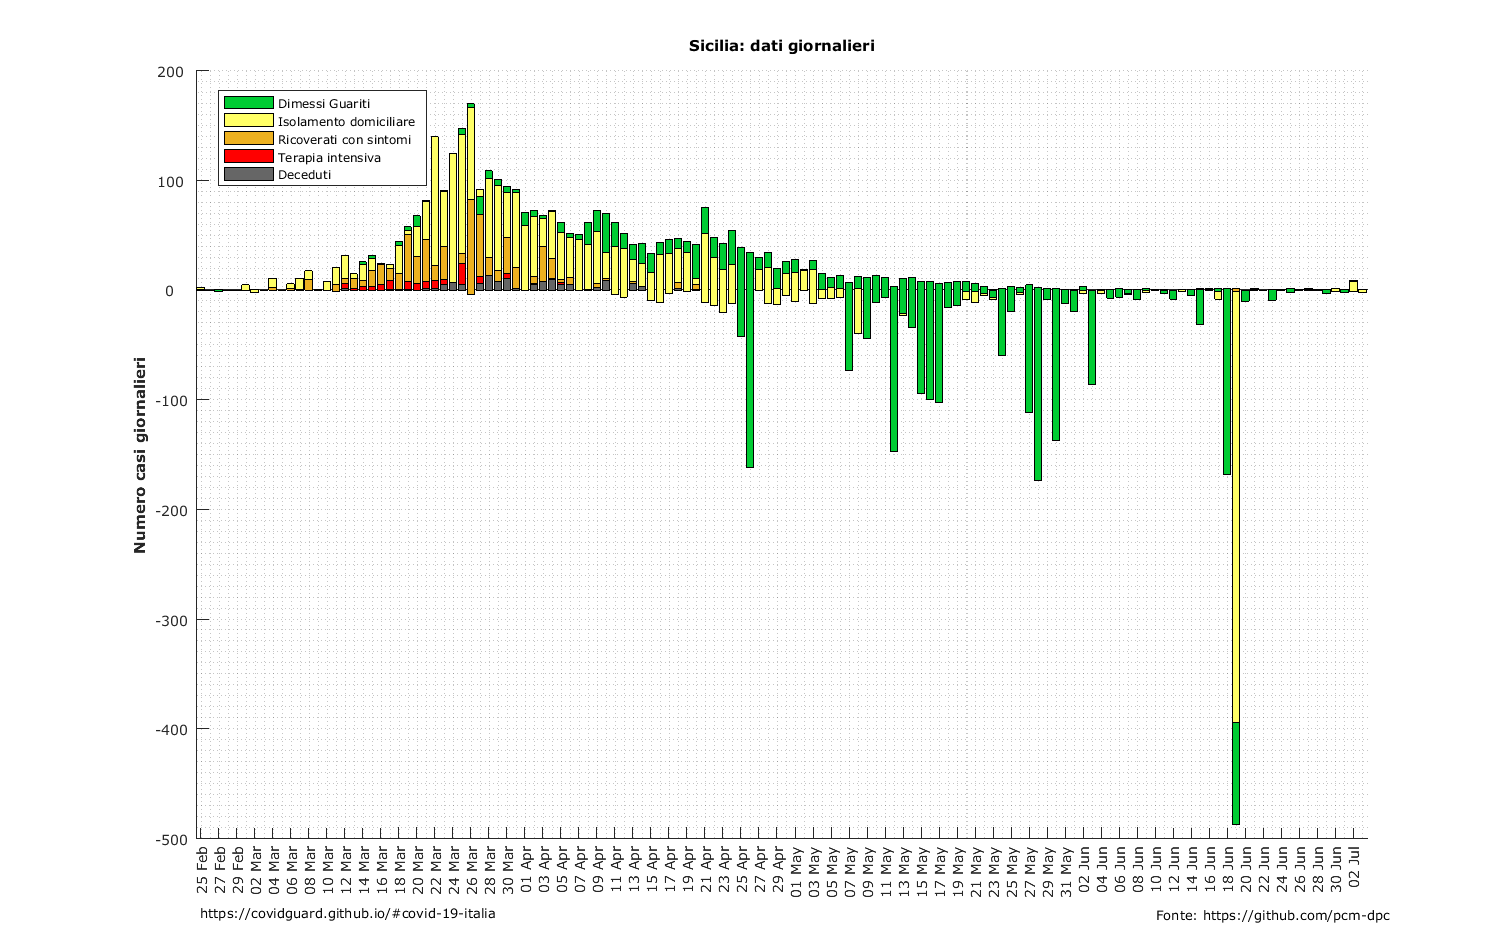 Sicilia: dati giornalieri
Numero casi giornalieri
200
100
0
-100
-200
-300
-400
-500
Dimessi Guariti
Isolamento domiciliare
Ricoverati con sintomi
Terapia intensiva
Deceduti
25 Feb
27 Feb
29 Feb
02 Mar
04 Mar
06 Mar
08 Mar
10 Mar
12 Mar
14 Mar
16 Mar
18 Mar
20 Mar
22 Mar
24 Mar
26 Mar
28 Mar
30 Mar
01 Apr
03 Apr
05 Apr
07 Apr
09 Apr
11 Apr
13 Apr
15 Apr
17 Apr
19 Apr
21 Apr
23 Apr
25 Apr
27 Apr
29 Apr
01 May
03 May
05 May
07 May
09 May
11 May
13 May
15 May
17 May
19 May
21 May
23 May
25 May
27 May
29 May
31 May
02 Jun
04 Jun
06 Jun
08 Jun
10 Jun
12 Jun
14 Jun
16 Jun
18 Jun
20 Jun
22 Jun
24 Jun
26 Jun
28 Jun
30 Jun
02 Jul
https://covidguard.github.io/#covid-19-italia
Fonte: https://github.com/pcm-dpc